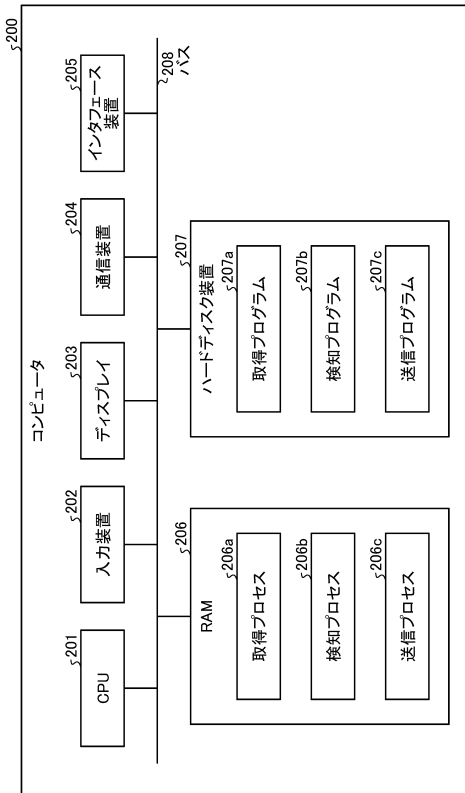 200
コンピュータ
201
CPU
202
入力装置
203
ディスプレイ
204
通信装置
205
インタフェース
装置
208
バス
206
RAM
206a
取得プロセス
206b
検知プロセス
206c
送信プロセス
207
ハードディスク装置
207a
取得プログラム
207b
検知プログラム
207c
送信プログラム